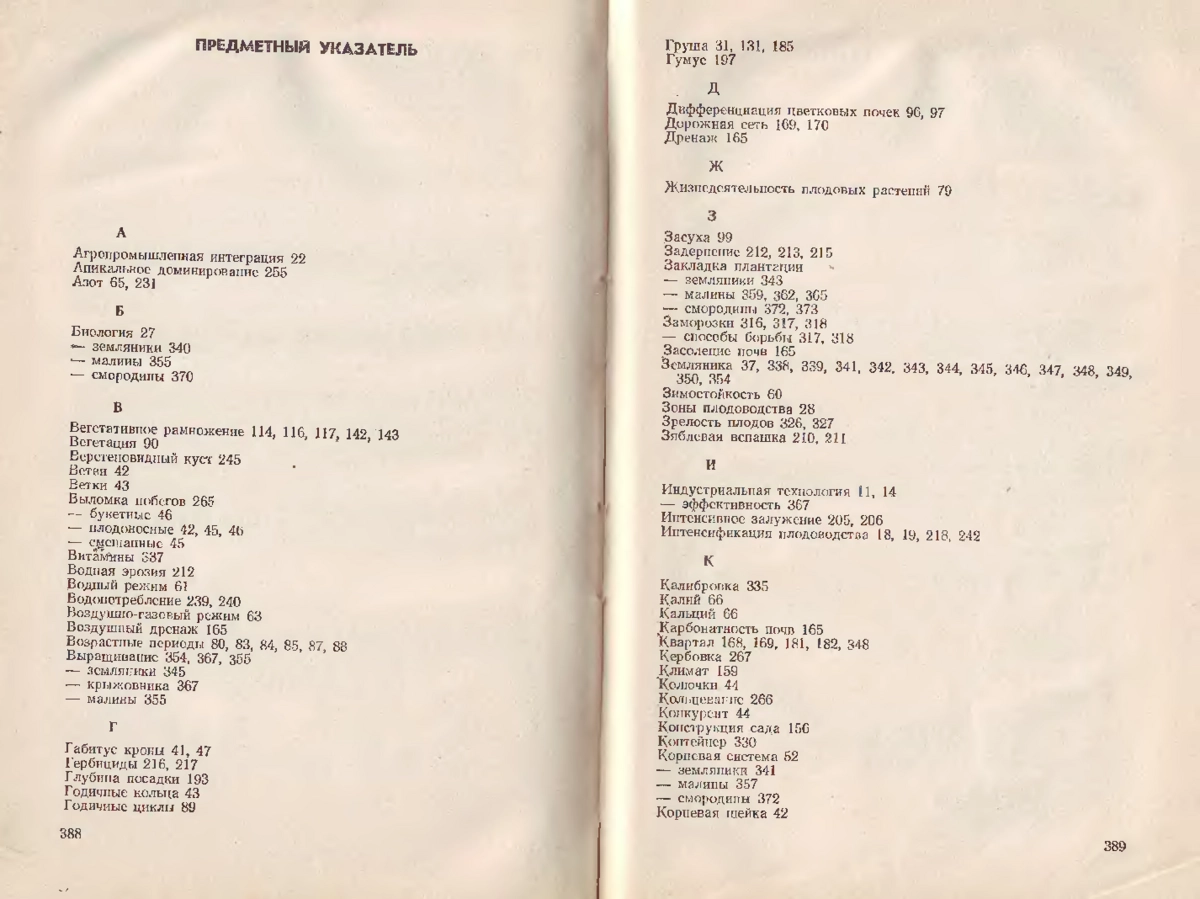 ПРЕДМЕТНЫЙ УКАЗАТЕЛЬ
А
Агропромышленная интеграция 22
Апикальное доминирование 255
Азот 65, 231
Б
Биология 27
— земляники 340
— малины 355
— смородины 370
В
Вегетативное размножение 114, 116, 117, 142, 143
Вегетация 90
Веретеновидный куст 245
Ветви 42
Ветки 43
Выломка побегов 265
— букетные 46
— плодоносные 42, 45, 46
— смешанные 45
Витамины 337
Водная эрозия 212
Водный режим 61
Водопотребление 239, 240
Воздушно-газовый режим 63
Воздушный дренаж 165
Возрастные периоды 80, 83, 84, 85, 87, 88
Выращивание 354, 367, 355
— земляники 345
— крыжовника 367
— малины 355
Г
Габитус кроны 41, 47
Гербициды 216, 217
Глубина посадки 193
Годичные кольца 43
Годичные циклы 89
388
Груша 31, 131, 185
Гумус 197
Д
Дифференциация цветковых почек 96, 97
Дорожная сеть 169, 170
Дренаж 165
Ж
Жизнедеятельность плодовых растений 79
З
Засуха 99
Задернение 212, 213, 215
Закладка плантации
— земляники 343
— малины 359, 362, 365
— смородины 372, 373
Заморозки 316, 317, 318
— способы борьбы 317, 318
Засоление почв 165
Земляника 37, 338, 339, 341, 342, 343, 344, 345, 346, 347, 348, 349,
350, 354
Зимостойкость 60
Зоны плодоводства 28
Зрелость плодов 326, 327
Зяблевая вспашка 210, 211
И
Индустриальная технология 11, 14
— эффективность 367
Интенсивное залужение 205, 206
Интенсификация плодоводства 18, 19, 218, 242
К
Калибровка 335
Калий 66
Кальций 66
Карбонатность почв 165
Квартал 168, 169, 181, 182, 348
Кербовка 267
Климат 159
Колючки 44
Кольцевание 266
Конкурент 44
Конструкция сада 156
Контейнер 330
Корневая система 52
— земляники 341
— малины 357
— смородины 372
Корневая шейка 42
389